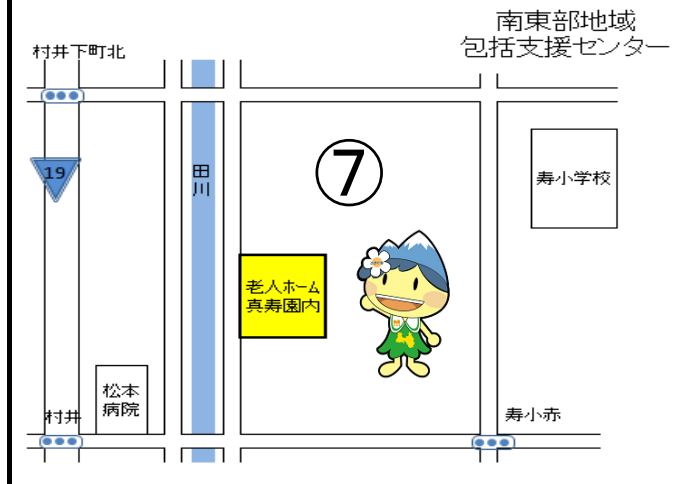 南東部地域
包括支援センター
村井下町北
19
田
川
⑦
寿小学校
老人ホーム
真寿園内
松本
病院
村井
寿小赤